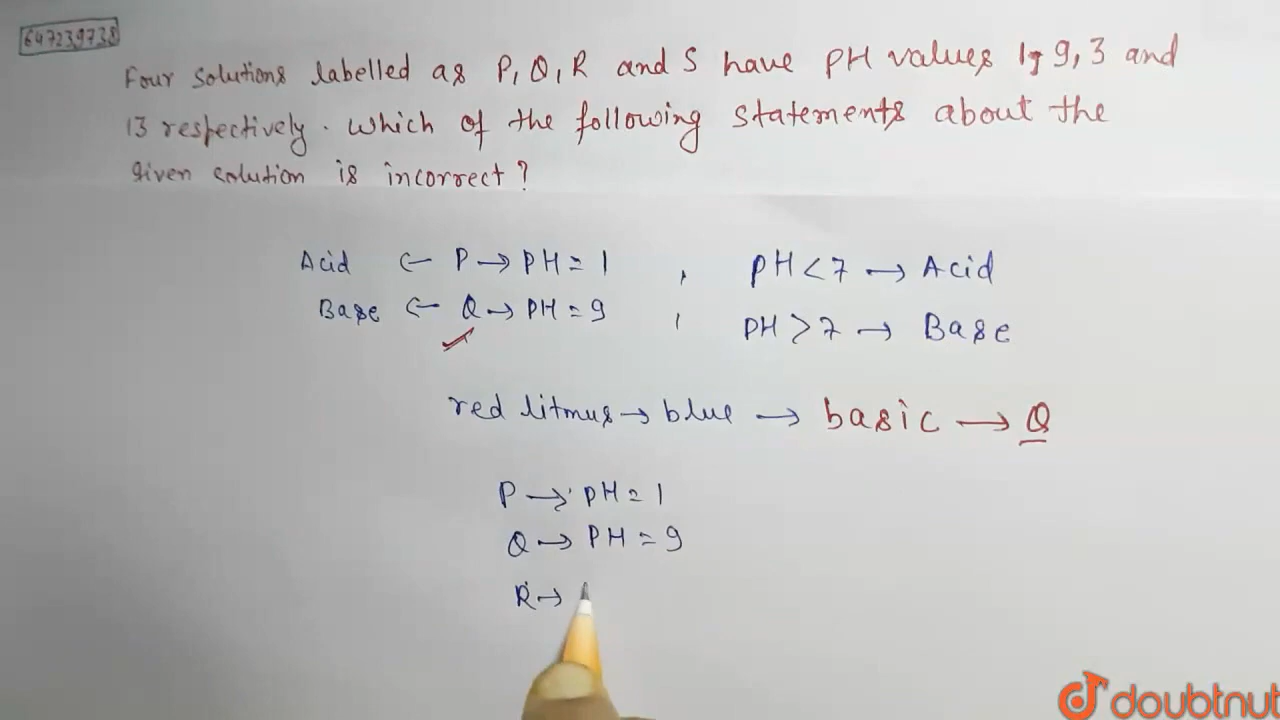 647239738
Four solutions labelled as P, Q, R and S have PH values 1, 9, 3 and
13 respectively. Which of the following statements about the
given solution is incorrect?
Acid ← P → PH = 1 , PH < 7 → Acid
Base ← Q → PH = 9 , PH > 7 → Base
red litmus → blue → basic → Q
P → PH = 1
Q → PH = 9
R →
doubtnut